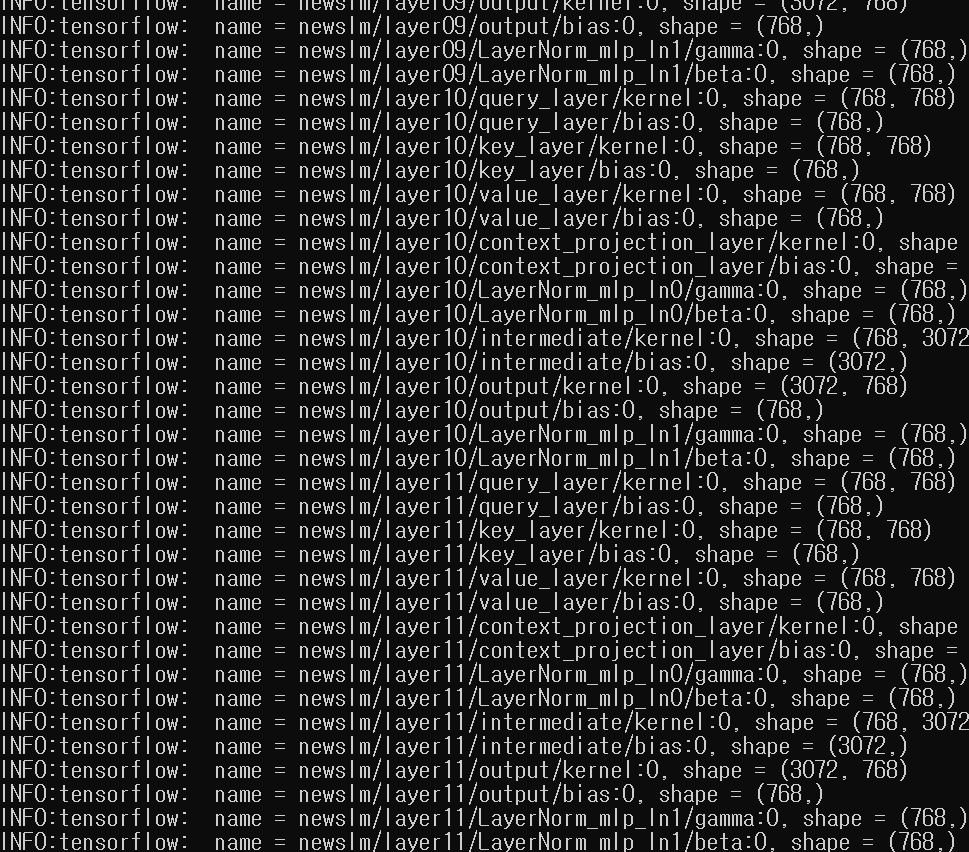 INFO:tensorflow:  name = newslm/layer09/output/kernel:0, shape = (3072, 768)
INFO:tensorflow:  name = newslm/layer09/output/bias:0, shape = (768,)
INFO:tensorflow:  name = newslm/layer09/LayerNorm_mlp_ln1/gamma:0, shape = (768,)
INFO:tensorflow:  name = newslm/layer09/LayerNorm_mlp_ln1/beta:0, shape = (768,)
INFO:tensorflow:  name = newslm/layer10/query_layer/kernel:0, shape = (768, 768)
INFO:tensorflow:  name = newslm/layer10/query_layer/bias:0, shape = (768,)
INFO:tensorflow:  name = newslm/layer10/key_layer/kernel:0, shape = (768, 768)
INFO:tensorflow:  name = newslm/layer10/key_layer/bias:0, shape = (768,)
INFO:tensorflow:  name = newslm/layer10/value_layer/kernel:0, shape = (768, 768)
INFO:tensorflow:  name = newslm/layer10/value_layer/bias:0, shape = (768,)
INFO:tensorflow:  name = newslm/layer10/context_projection_layer/kernel:0, shape
INFO:tensorflow:  name = newslm/layer10/context_projection_layer/bias:0, shape =
INFO:tensorflow:  name = newslm/layer10/LayerNorm_mlp_ln0/gamma:0, shape = (768,)
INFO:tensorflow:  name = newslm/layer10/LayerNorm_mlp_ln0/beta:0, shape = (768,)
INFO:tensorflow:  name = newslm/layer10/intermediate/kernel:0, shape = (768, 3072
INFO:tensorflow:  name = newslm/layer10/intermediate/bias:0, shape = (3072,)
INFO:tensorflow:  name = newslm/layer10/output/kernel:0, shape = (3072, 768)
INFO:tensorflow:  name = newslm/layer10/output/bias:0, shape = (768,)
INFO:tensorflow:  name = newslm/layer10/LayerNorm_mlp_ln1/gamma:0, shape = (768,)
INFO:tensorflow:  name = newslm/layer10/LayerNorm_mlp_ln1/beta:0, shape = (768,)
INFO:tensorflow:  name = newslm/layer11/query_layer/kernel:0, shape = (768, 768)
INFO:tensorflow:  name = newslm/layer11/query_layer/bias:0, shape = (768,)
INFO:tensorflow:  name = newslm/layer11/key_layer/kernel:0, shape = (768, 768)
INFO:tensorflow:  name = newslm/layer11/key_layer/bias:0, shape = (768,)
INFO:tensorflow:  name = newslm/layer11/value_layer/kernel:0, shape = (768, 768)
INFO:tensorflow:  name = newslm/layer11/value_layer/bias:0, shape = (768,)
INFO:tensorflow:  name = newslm/layer11/context_projection_layer/kernel:0, shape
INFO:tensorflow:  name = newslm/layer11/context_projection_layer/bias:0, shape =
INFO:tensorflow:  name = newslm/layer11/LayerNorm_mlp_ln0/gamma:0, shape = (768,)
INFO:tensorflow:  name = newslm/layer11/LayerNorm_mlp_ln0/beta:0, shape = (768,)
INFO:tensorflow:  name = newslm/layer11/intermediate/kernel:0, shape = (768, 3072
INFO:tensorflow:  name = newslm/layer11/intermediate/bias:0, shape = (3072,)
INFO:tensorflow:  name = newslm/layer11/output/kernel:0, shape = (3072, 768)
INFO:tensorflow:  name = newslm/layer11/output/bias:0, shape = (768,)
INFO:tensorflow:  name = newslm/layer11/LayerNorm_mlp_ln1/gamma:0, shape = (768,)
INFO:tensorflow:  name = newslm/layer11/LayerNorm_mlp_ln1/beta:0, shape = (768,)